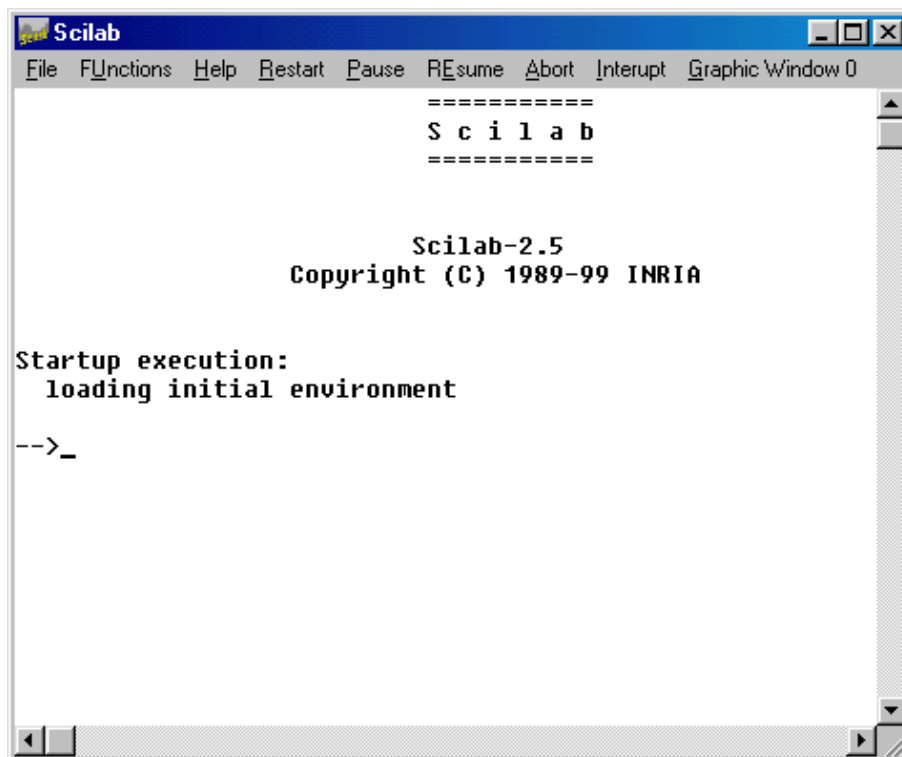 Scilab
File FUnctions Help Restart Pause REsume Abort Interupt Graphic Window 0
===========
S c i l a b
===========
Scilab-2.5
Copyright (C) 1989-99 INRIA
Startup execution:
loading initial environment
-->_